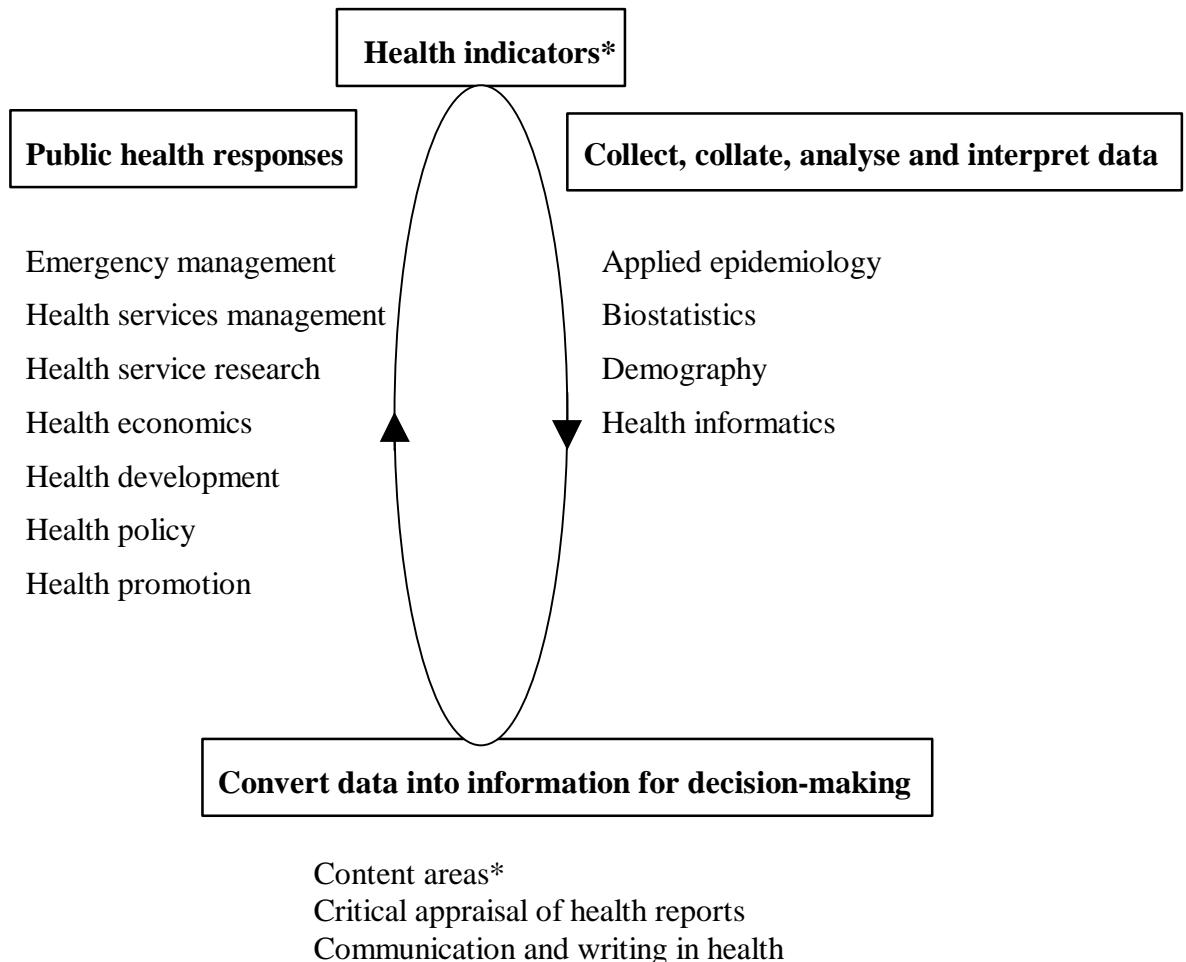 Health indicators*
Public health responses
Collect, collate, analyse and interpret data
Emergency management
Health services management
Health service research
Health economics
Health development
Health policy
Health promotion
Applied epidemiology
Biostatistics
Demography
Health informatics
Convert data into information for decision-making
Content areas*
Critical appraisal of health reports
Communication and writing in health